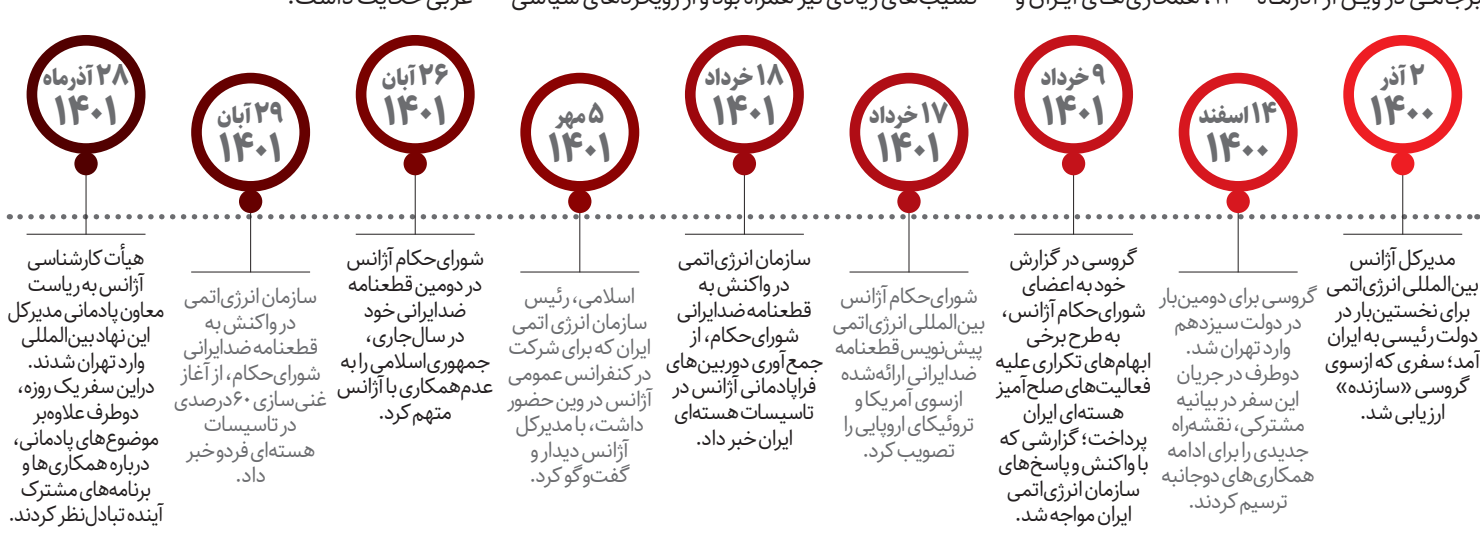 ۲ آذر
۱۴۰۰
مدیرکل آژانس
بین‌المللی انرژی‌اتمی
برای نخستین‌بار در
دولت رئیسی به ایران
آمد؛ سفری که ازسوی
گروسی «سازنده»
ارزیابی شد.
۱۴ اسفند
۱۴۰۰
گروسی برای دومین‌بار
در دولت سیزدهم
وارد تهران شد.
دوطرف در جریان
این سفر در بیانیه
مشترکی، نقشه‌راه
جدیدی را برای ادامه
همکاری‌های دوجانبه
ترسیم کردند.
۹ خرداد
۱۴۰۱
گروسی در گزارش
خود به اعضای
شورای‌حکام آژانس،
به طرح برخی
ابهام‌های تکراری علیه
فعالیت‌های صلح‌آمیز
هسته‌ای ایران
پرداخت؛ گزارشی که
با واکنش و پاسخ‌های
سازمان انرژی‌اتمی
ایران مواجه شد.
۱۷ خرداد
۱۴۰۱
شورای‌حکام آژانس
بین‌المللی انرژی‌اتمی
پیش‌نویس قطعنامه
ضدایرانی ارائه‌شده
ازسوی آمریکا و
تروئیکای اروپایی را
تصویب کرد.
۱۸ خرداد
۱۴۰۱
سازمان انرژی‌اتمی
در واکنش به
قطعنامه ضدایرانی
شورای‌حکام، از
جمع‌آوری دوربین‌های
فراپادمانی آژانس در
تاسیسات هسته‌ای
ایران خبر داد.
۵ مهر
۱۴۰۱
اسلامی، رئیس
سازمان انرژی اتمی
ایران که برای شرکت
در کنفرانس عمومی
آژانس در وین حضور
داشت، با مدیرکل
آژانس دیدار و
گفت‌وگو کرد.
۲۶ آبان
۱۴۰۱
شورای‌حکام آژانس
در دومین قطعنامه
ضدایرانی خود
در سال‌جاری،
جمهوری‌اسلامی را به
عدم‌همکاری با آژانس
متهم کرد.
۲۹ آبان
۱۴۰۱
سازمان انرژی‌اتمی
در واکنش به
قطعنامه ضدایرانی
شورای‌حکام، از آغاز
غنی‌سازی ۶۰درصدی
در تاسیسات
هسته‌ای فردو خبر
داد.
۲۸ آذرماه
۱۴۰۱
هیأت کارشناسی
آژانس به ریاست
معاون پادمانی مدیرکل
این نهاد بین‌المللی
وارد تهران شدند.
دراین سفر یک روزه،
دوطرف علاوه‌بر
موضوع‌های پادمانی،
درباره همکاری‌ها و
برنامه‌های مشترک
آینده تبادل‌نظر کردند.